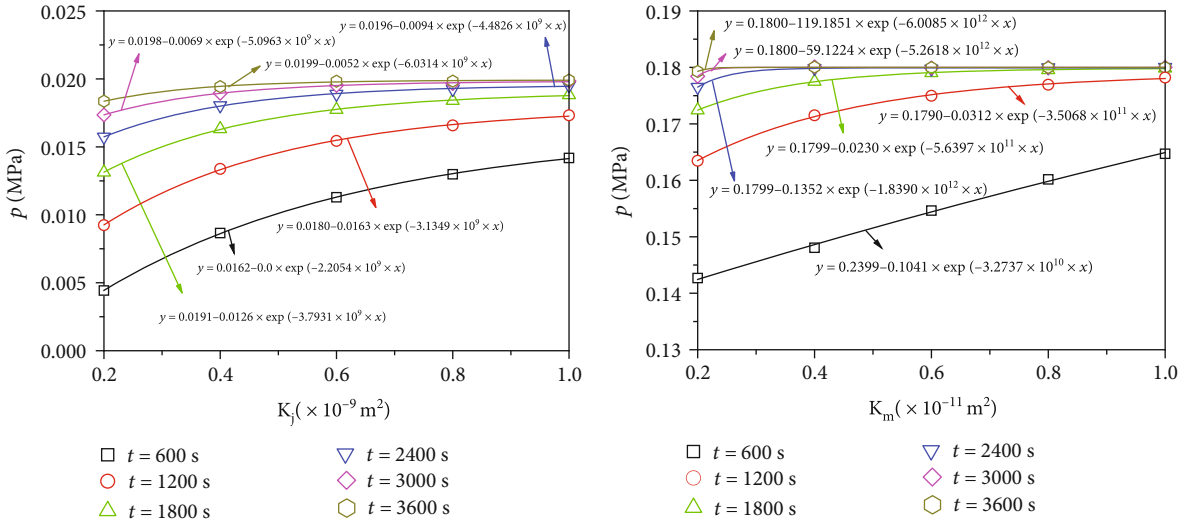 0.025
0.020
0.015
0.010
0.005
0.000
p (MPa)
y = 0.0196–0.0094 × exp (–4.4826 × 10⁹ × x)
y = 0.0198–0.0069 × exp (–5.0963 × 10⁹ × x)
y = 0.0199–0.0052 × exp (–6.0314 × 10⁹ × x)
y = 0.0180–0.0163 × exp (–3.1349 × 10⁹ × x)
y = 0.0162–0.0 × exp (–2.2054 × 10⁹ × x)
y = 0.0191–0.0126 × exp (–3.7931 × 10⁹ × x)
0.2 0.4 0.6 0.8 1.0
Kj( × 10⁻⁹ m²)
t = 600 s
t = 1200 s
t = 1800 s
t = 2400 s
t = 3000 s
t = 3600 s
0.19
0.18
0.17
0.16
0.15
0.14
0.13
p (MPa)
y = 0.1800–119.1851 × exp (–6.0085 × 10¹² × x)
y = 0.1800–59.1224 × exp (–5.2618 × 10¹² × x)
y = 0.1790–0.0312 × exp (–3.5068 × 10¹¹ × x)
y = 0.1799–0.0230 × exp (–5.6397 × 10¹¹ × x)
y = 0.1799–0.1352 × exp (–1.8390 × 10¹² × x)
y = 0.2399–0.1041 × exp (–3.2737 × 10¹⁰ × x)
0.2 0.4 0.6 0.8 1.0
Km( × 10⁻¹¹ m²)
t = 600 s
t = 1200 s
t = 1800 s
t = 2400 s
t = 3000 s
t = 3600 s